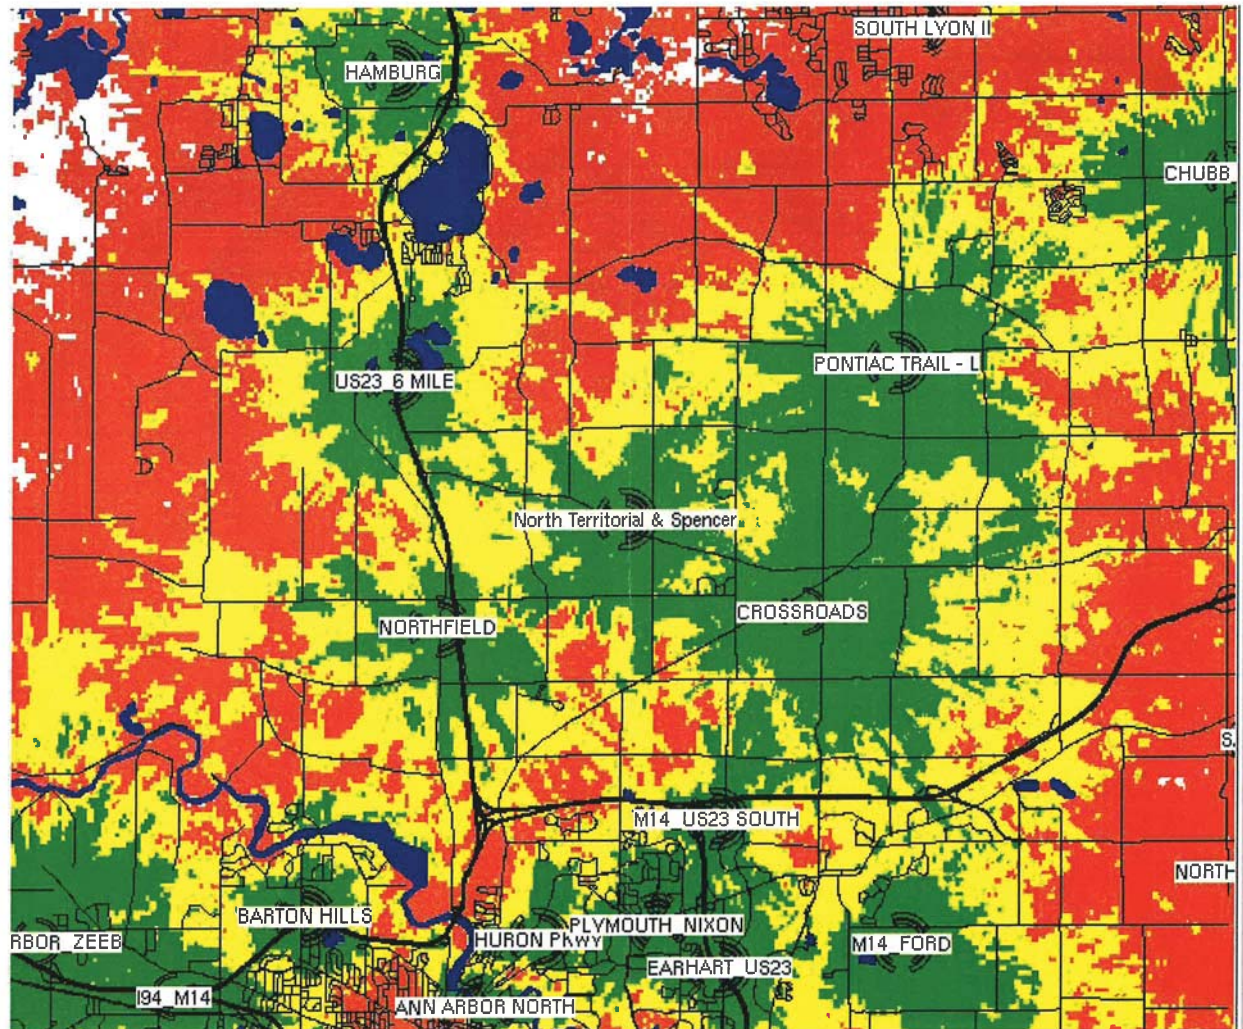 SOUTH LYON II
HAMBURG
CHUBB
PONTIAC TRAIL - L
US23_6 MILE
North Territorial & Spencer
CROSSROADS
NORTHFIELD
S.
M14_US23 SOUTH
NORTH
BARTON HILLS
PLYMOUTH_NIXON
RBOR_ZEEB
HURON PKWY
M14_FORD
EARHART_US23
I94_M14
ANN ARBOR NORTH